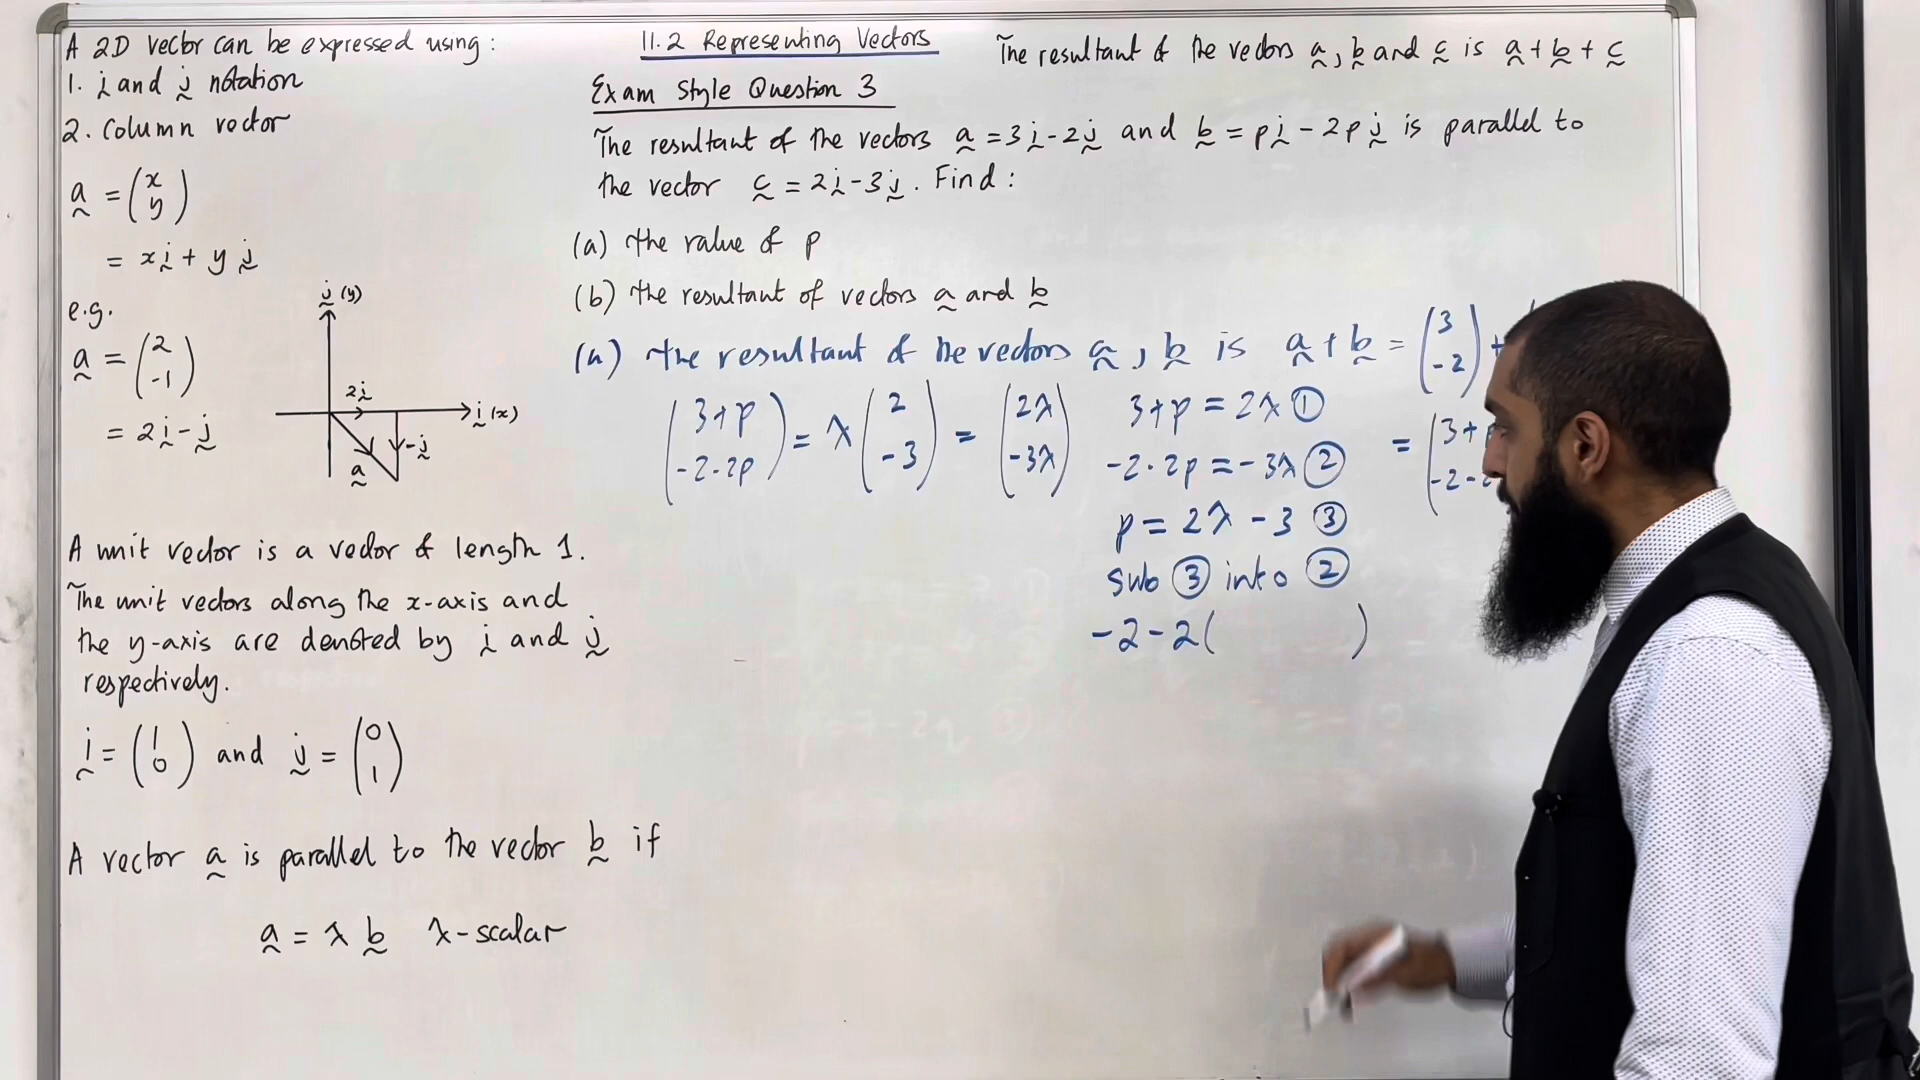 A 2D vector can be expressed using:
1. i and j notation
2. Column vector
a = (x y)
= xi + yj
e.g.
a = (2 -1)
= 2i - j
j (y)
2i
i (x)
-j
a
A unit vector is a vector of length 1.
The unit vectors along the x-axis and
the y-axis are denoted by i and j
respectively.
i = (1 0) and j = (0 1)
A vector a is parallel to the vector b if
a = λ b λ-scalar
11.2 Representing Vectors
The resultant of the vectors a, b and c is a + b + c
Exam Style Question 3
The resultant of the vectors a = 3i - 2j and b = pi - 2pj is parallel to
the vector c = 2i - 3j. Find:
(a) the value of p
(b) the resultant of vectors a and b
(a) the resultant of the vectors a, b is a + b = (3 -2) +
= (3+p -2-2
(3+p -2-2p) = λ (2 -3) = (2λ -3λ)
3+p = 2λ ①
-2-2p = -3λ ②
p = 2λ - 3 ③
sub ③ into ②
-2-2( )